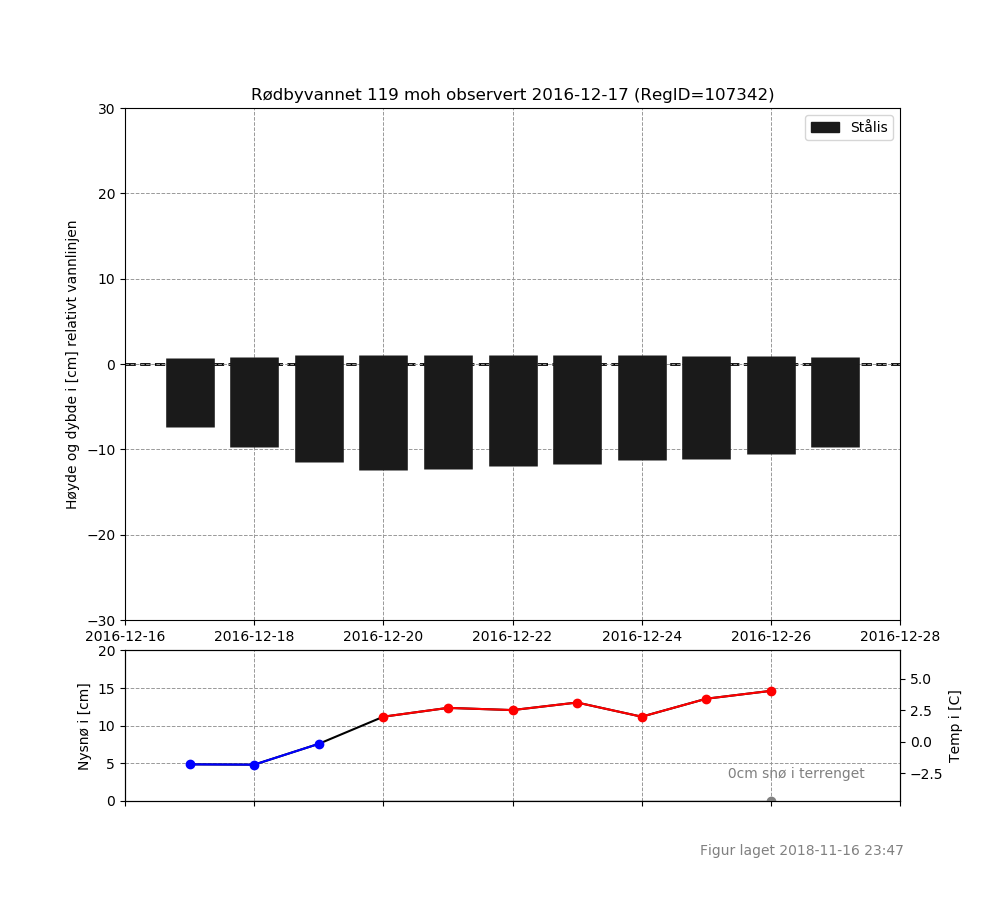 Rødbyvannet 119 moh observert 2016-12-17 (RegID=107342)
Stålis
Høyde og dybde i [cm] relativt vannlinjen
30
20
10
0
−10
−20
−30
2016-12-16 2016-12-18 2016-12-20 2016-12-22 2016-12-24 2016-12-26 2016-12-28
Nysnø i [cm]
20
15
10
5
0
5.0
2.5
0.0
−2.5
Temp i [C]
0cm snø i terrenget
Figur laget 2018-11-16 23:47